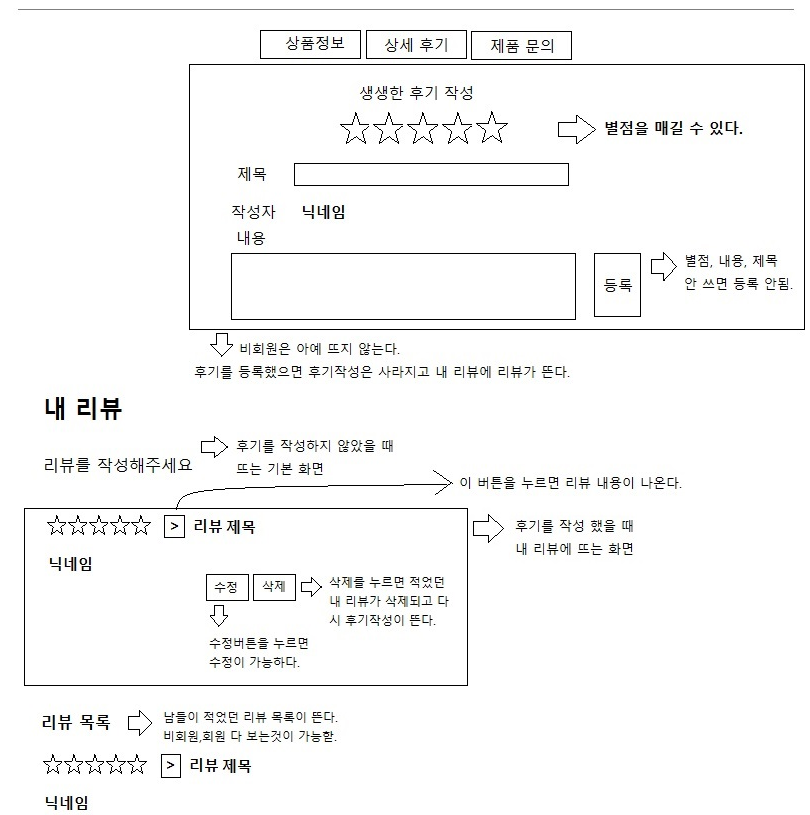 상품정보 상세 후기 제품 문의
생생한 후기 작성
별점을 매길 수 있다.
제목
작성자 닉네임
내용
등록
별점, 내용, 제목
안 쓰면 등록 안됨.
비회원은 아예 뜨지 않는다.
후기를 등록했으면 후기작성은 사라지고 내 리뷰에 리뷰가 뜬다.
내 리뷰
리뷰를 작성해주세요
후기를 작성하지 않았을 때
뜨는 기본 화면
이 버튼을 누르면 리뷰 내용이 나온다.
> 리뷰 제목
후기를 작성 했을 때
내 리뷰에 뜨는 화면
닉네임
수정 삭제
삭제를 누르면 적었던
내 리뷰가 삭제되고 다
시 후기작성이 뜬다.
수정버튼을 누르면
수정이 가능하다.
리뷰 목록
남들이 적었던 리뷰 목록이 뜬다.
비회원,회원 다 보는것이 가능함.
> 리뷰 제목
닉네임